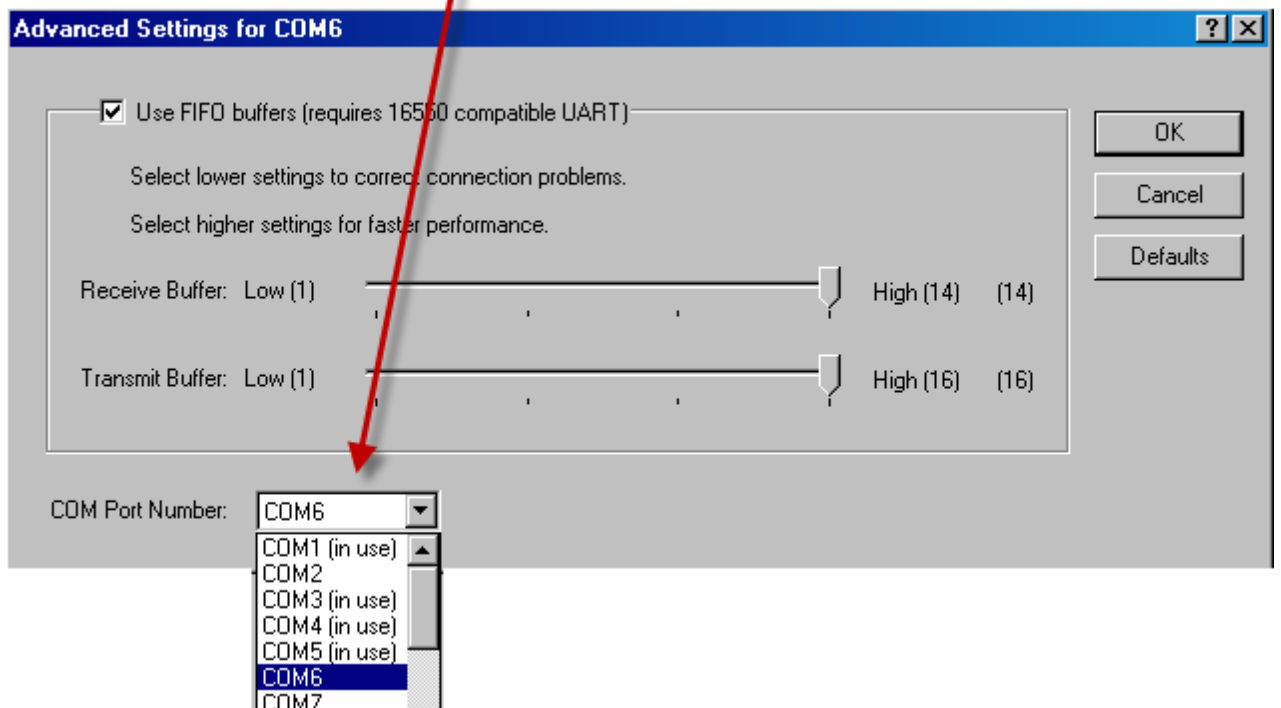 Advanced Settings for COM6
Use FIFO buffers (requires 16550 compatible UART)
OK
Select lower settings to correct connection problems.
Cancel
Select higher settings for faster performance.
Defaults
Receive Buffer: Low (1) High (14) (14)
Transmit Buffer: Low (1) High (16) (16)
COM Port Number: COM6
COM1 (in use)
COM2
COM3 (in use)
COM4 (in use)
COM5 (in use)
COM6
COM7